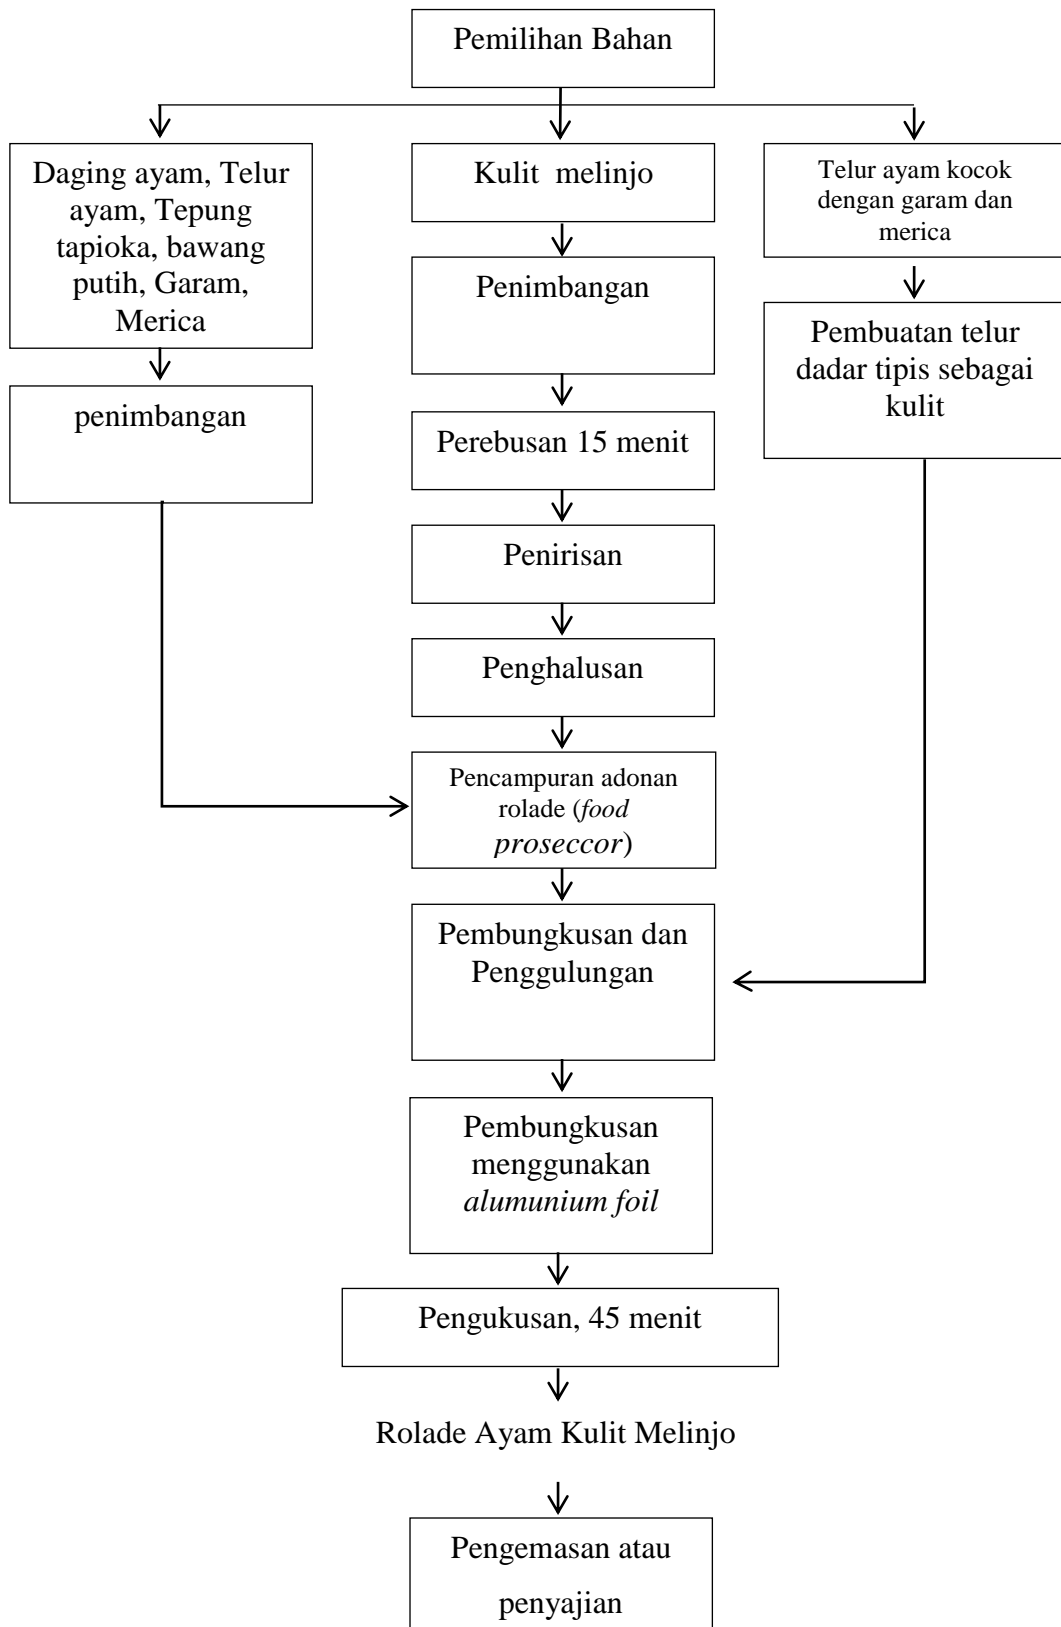 Pemilihan Bahan
Daging ayam, Telur
ayam, Tepung
tapioka, bawang
putih, Garam,
Merica
penimbangan
Kulit melinjo
Penimbangan
Perebusan 15 menit
Penirisan
Penghalusan
Telur ayam kocok
dengan garam dan
merica
Pembuatan telur
dadar tipis sebagai
kulit
Pencampuran adonan
rolade (food
proseccor)
Pembungkusan dan
Penggulungan
Pembungkusan
menggunakan
alumunium foil
Pengukusan, 45 menit
Rolade Ayam Kulit Melinjo
Pengemasan atau
penyajian